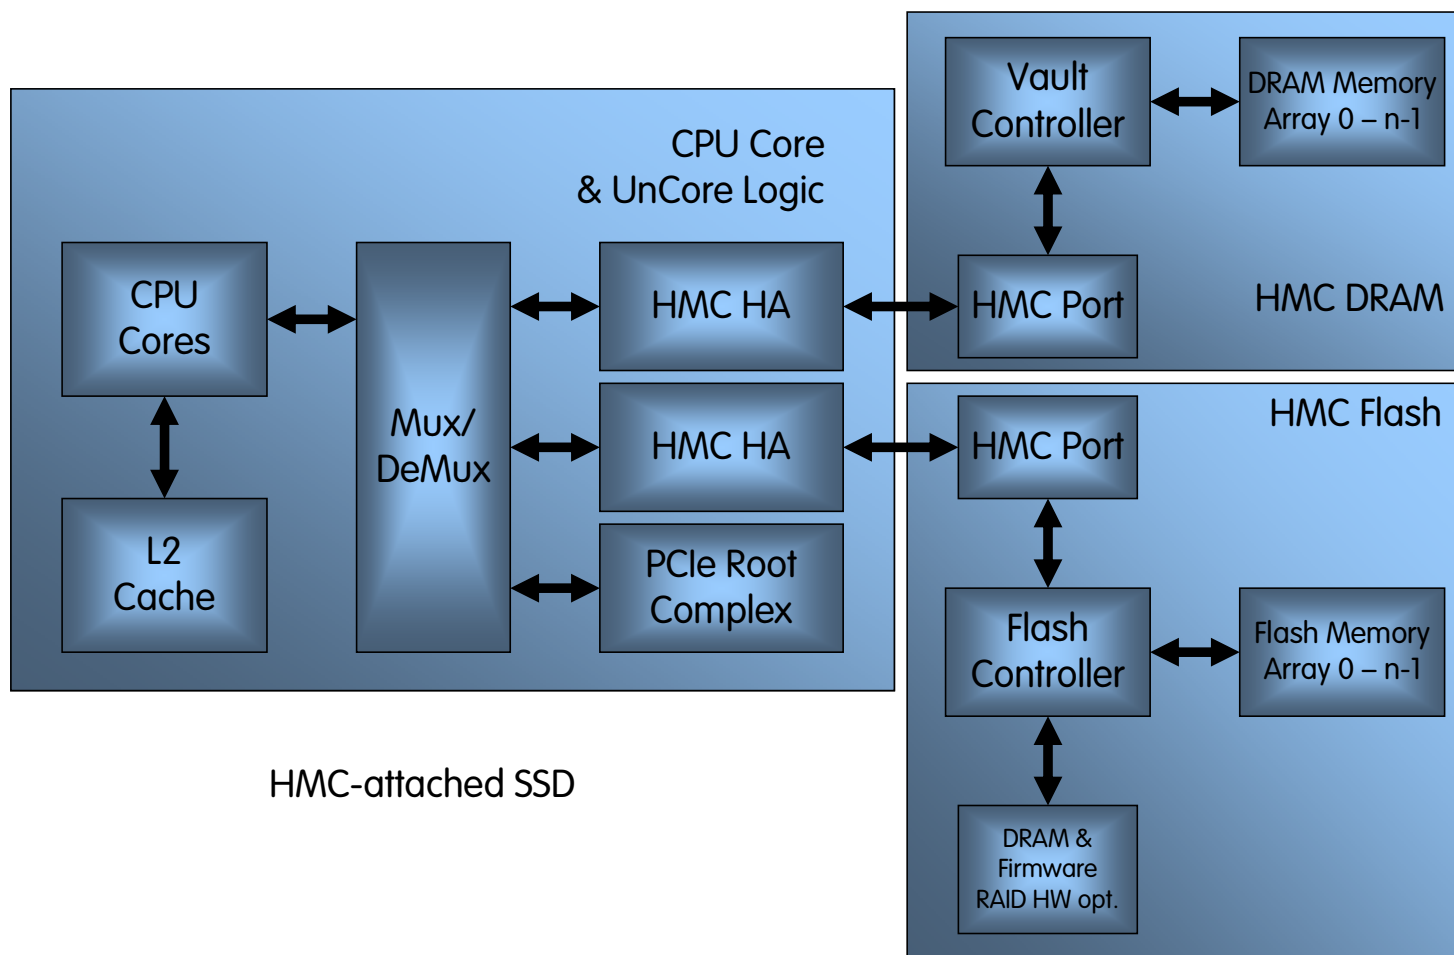 CPU Core
& UnCore Logic
CPU
Cores
L2
Cache
Mux/
DeMux
HMC HA
HMC HA
PCIe Root
Complex
Vault
Controller
DRAM Memory
Array 0 – n-1
HMC Port
HMC DRAM
HMC Flash
HMC Port
Flash
Controller
Flash Memory
Array 0 – n-1
DRAM &
Firmware
RAID HW opt.
HMC-attached SSD